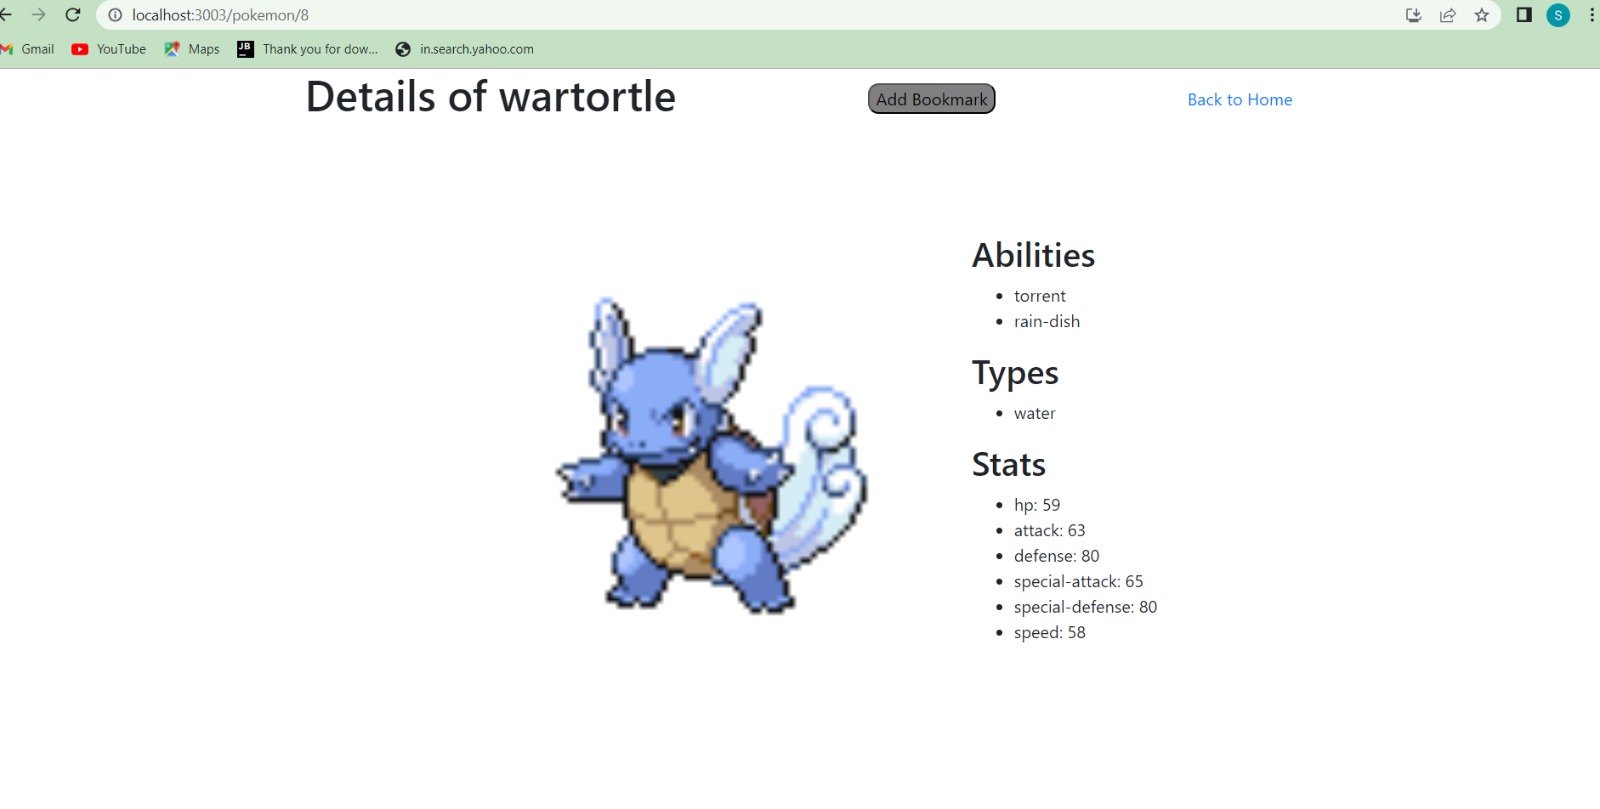 localhost:3003/pokemon/8
S
Gmail YouTube Maps JB Thank you for dow... in.search.yahoo.com
Details of wartortle Add Bookmark Back to Home
Abilities
• torrent
• rain-dish
Types
• water
Stats
• hp: 59
• attack: 63
• defense: 80
• special-attack: 65
• special-defense: 80
• speed: 58